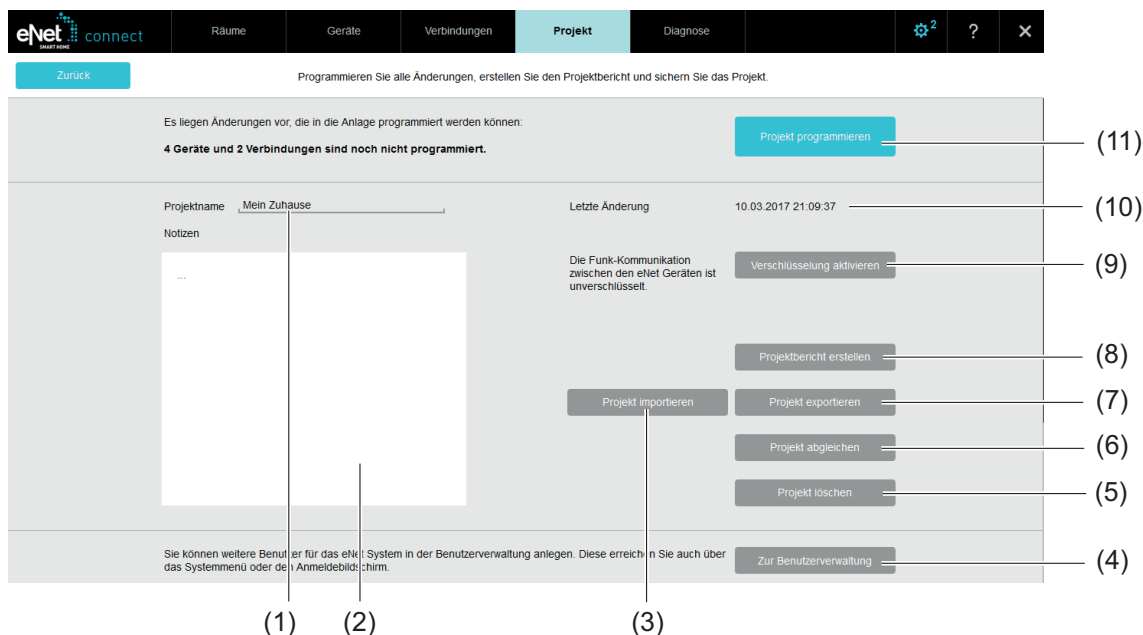 eNet connect
SMART HOME
Räume
Geräte
Verbindungen
Projekt
Diagnose
2
?
Zurück
Programmieren Sie alle Änderungen, erstellen Sie den Projektbericht und sichern Sie das Projekt.
Es liegen Änderungen vor, die in die Anlage programmiert werden können:
4 Geräte und 2 Verbindungen sind noch nicht programmiert.
Projekt programmieren
(11)
Projektname
Mein Zuhause
Letzte Änderung
10.03.2017 21:09:37
(10)
Notizen
...
Die Funk-Kommunikation
zwischen den eNet Geräten ist
unverschlüsselt.
Verschlüsselung aktivieren
(9)
Projektbericht erstellen
(8)
Projekt importieren
Projekt exportieren
(7)
Projekt abgleichen
(6)
Projekt löschen
(5)
Sie können weitere Benutzer für das eNet System in der Benutzerverwaltung anlegen. Diese erreichen Sie auch über
das Systemmenü oder den Anmeldebildschirm.
Zur Benutzerverwaltung
(4)
(1)
(2)
(3)